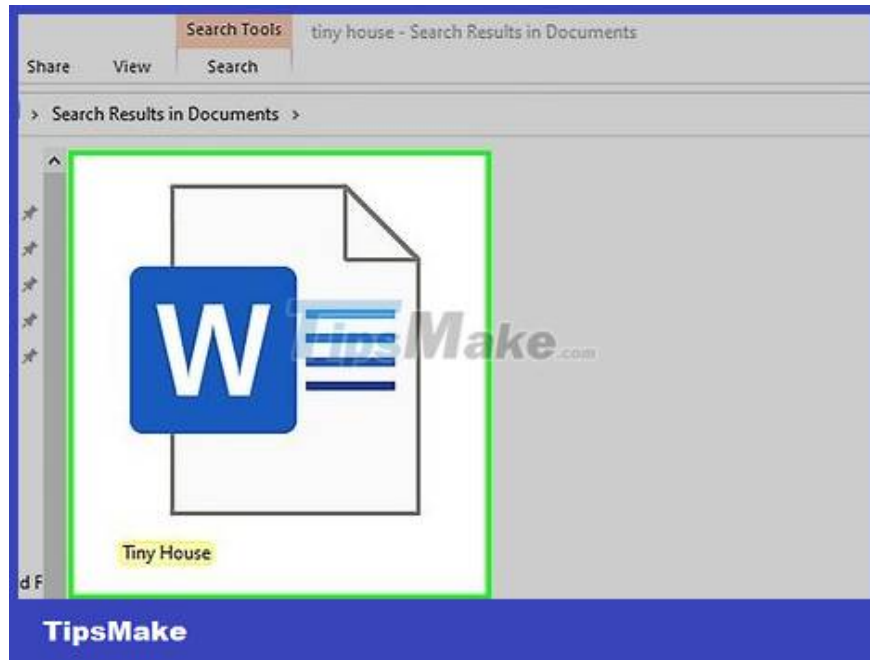 Search Tools
tiny house - Search Results in Documents
Share
View
Search
> Search Results in Documents >
W
TipsMake.com
Tiny House
d F
TipsMake